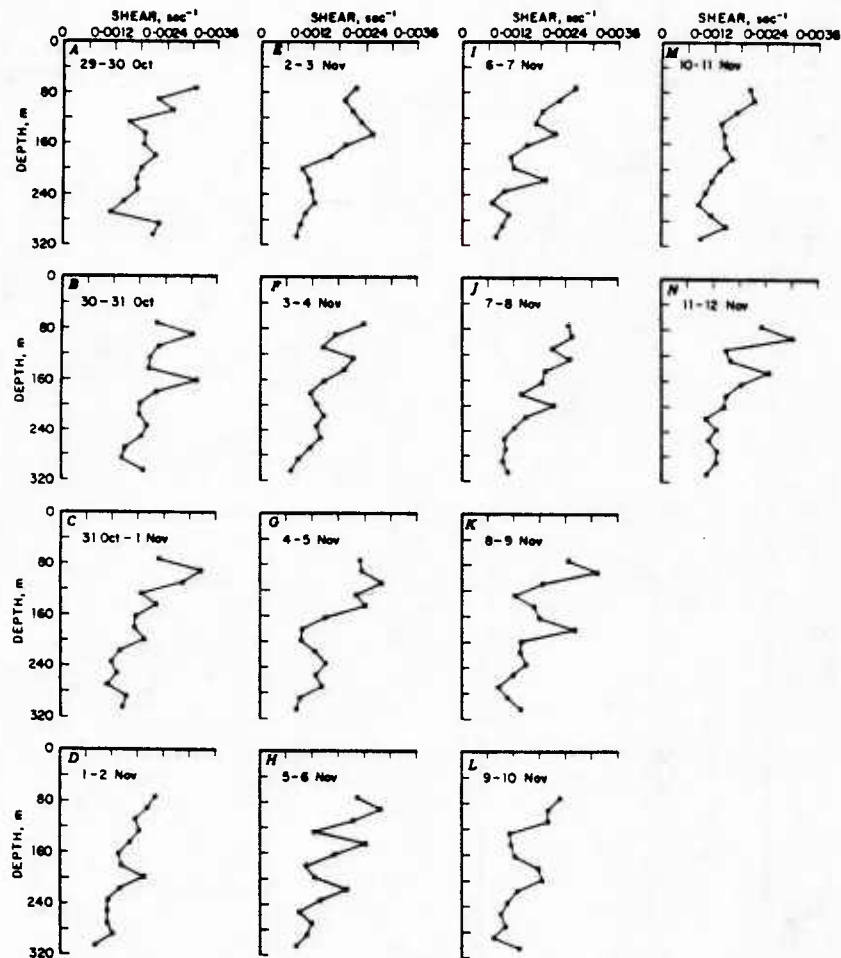 SHEAR, sec⁻¹ SHEAR, sec⁻¹ SHEAR, sec⁻¹ SHEAR, sec⁻¹
0 0·0012 0·0024 0·0036 0 0·0012 0·0024 0·0036 0 0·0012 0·0024 0·0036 0 0·0012 0·0024 0·0036
DEPTH, m
0
80
160
240
320
A
29-30 Oct
E
2-3 Nov
I
6-7 Nov
M
10-11 Nov
DEPTH, m
0
80
160
240
320
B
30-31 Oct
F
3-4 Nov
J
7-8 Nov
N
11-12 Nov
DEPTH, m
0
80
160
240
320
C
31 Oct-1 Nov
G
4-5 Nov
K
8-9 Nov
DEPTH, m
0
80
160
240
320
D
1-2 Nov
H
5-6 Nov
L
9-10 Nov